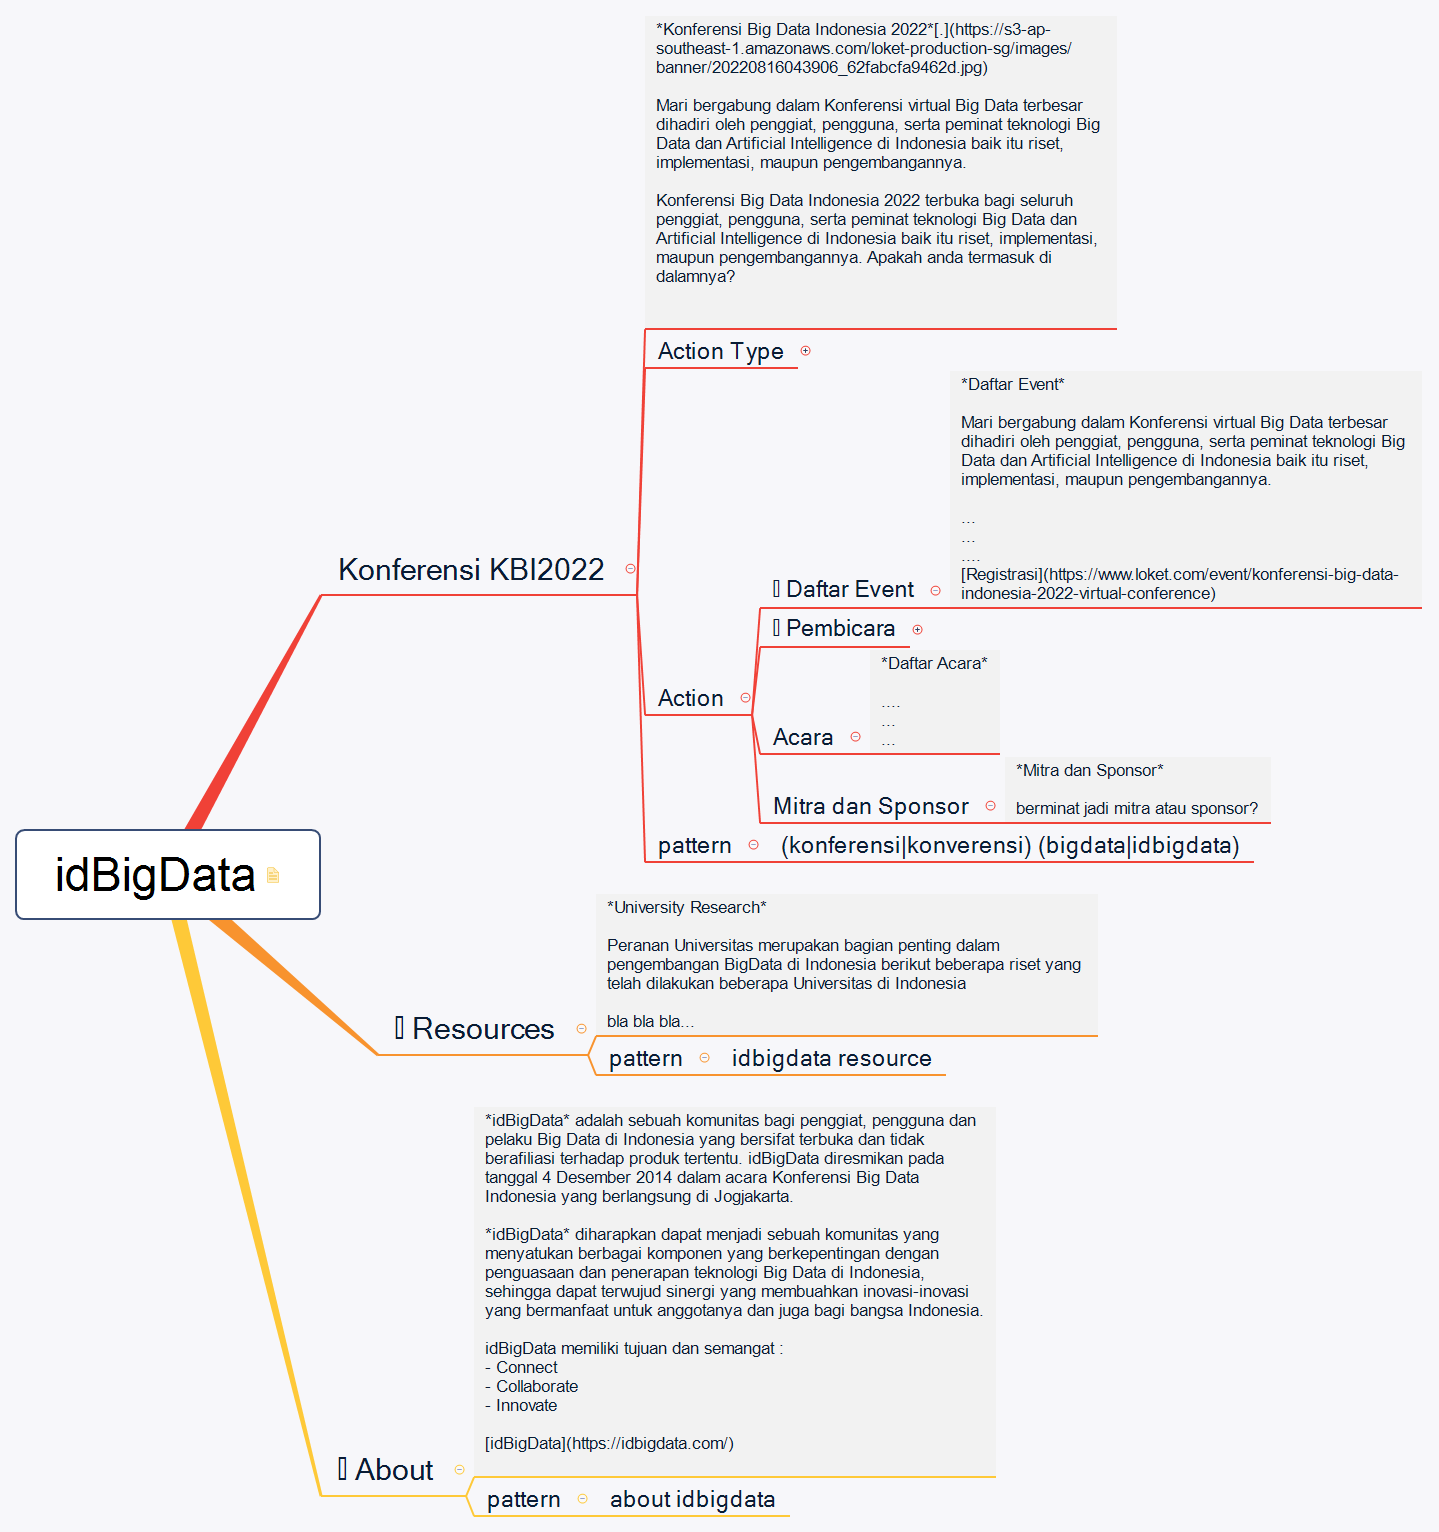 *Konferensi Big Data Indonesia 2022*[.](https://s3-ap-
southeast-1.amazonaws.com/loket-production-sg/images/
banner/20220816043906_62fabcfa9462d.jpg)
Mari bergabung dalam Konferensi virtual Big Data terbesar
dihadiri oleh penggiat, pengguna, serta peminat teknologi Big
Data dan Artificial Intelligence di Indonesia baik itu riset,
implementasi, maupun pengembangannya.
Konferensi Big Data Indonesia 2022 terbuka bagi seluruh
penggiat, pengguna, serta peminat teknologi Big Data dan
Artificial Intelligence di Indonesia baik itu riset, implementasi,
maupun pengembangannya. Apakah anda termasuk di
dalamnya?
Action Type
*Daftar Event*
Mari bergabung dalam Konferensi virtual Big Data terbesar
dihadiri oleh penggiat, pengguna, serta peminat teknologi Big
Data dan Artificial Intelligence di Indonesia baik itu riset,
implementasi, maupun pengembangannya.
...
...
....
[Registrasi](https://www.loket.com/event/konferensi-big-data-
indonesia-2022-virtual-conference)
Konferensi KBI2022
Daftar Event
Pembicara
*Daftar Acara*
....
...
...
Action
Acara
*Mitra dan Sponsor*
berminat jadi mitra atau sponsor?
Mitra dan Sponsor
pattern
(konferensi|konverensi) (bigdata|idbigdata)
idBigData
*University Research*
Peranan Universitas merupakan bagian penting dalam
pengembangan BigData di Indonesia berikut beberapa riset yang
telah dilakukan beberapa Universitas di Indonesia
bla bla bla...
Resources
pattern
idbigdata resource
*idBigData* adalah sebuah komunitas bagi penggiat, pengguna dan
pelaku Big Data di Indonesia yang bersifat terbuka dan tidak
berafiliasi terhadap produk tertentu. idBigData diresmikan pada
tanggal 4 Desember 2014 dalam acara Konferensi Big Data
Indonesia yang berlangsung di Jogjakarta.
*idBigData* diharapkan dapat menjadi sebuah komunitas yang
menyatukan berbagai komponen yang berkepentingan dengan
penguasaan dan penerapan teknologi Big Data di Indonesia,
sehingga dapat terwujud sinergi yang membuahkan inovasi-inovasi
yang bermanfaat untuk anggotanya dan juga bagi bangsa Indonesia.
idBigData memiliki tujuan dan semangat :
- Connect
- Collaborate
- Innovate
[idBigData](https://idbigdata.com/)
About
pattern
about idbigdata